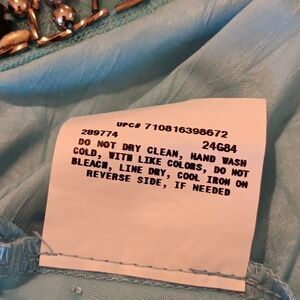 UPC# 710816398672
289774 24G84
DO NOT DRY CLEAN, HAND WASH
COLD, WITH LIKE COLORS, DO NOT
BLEACH, LINE DRY, COOL IRON ON
REVERSE SIDE, IF NEEDED